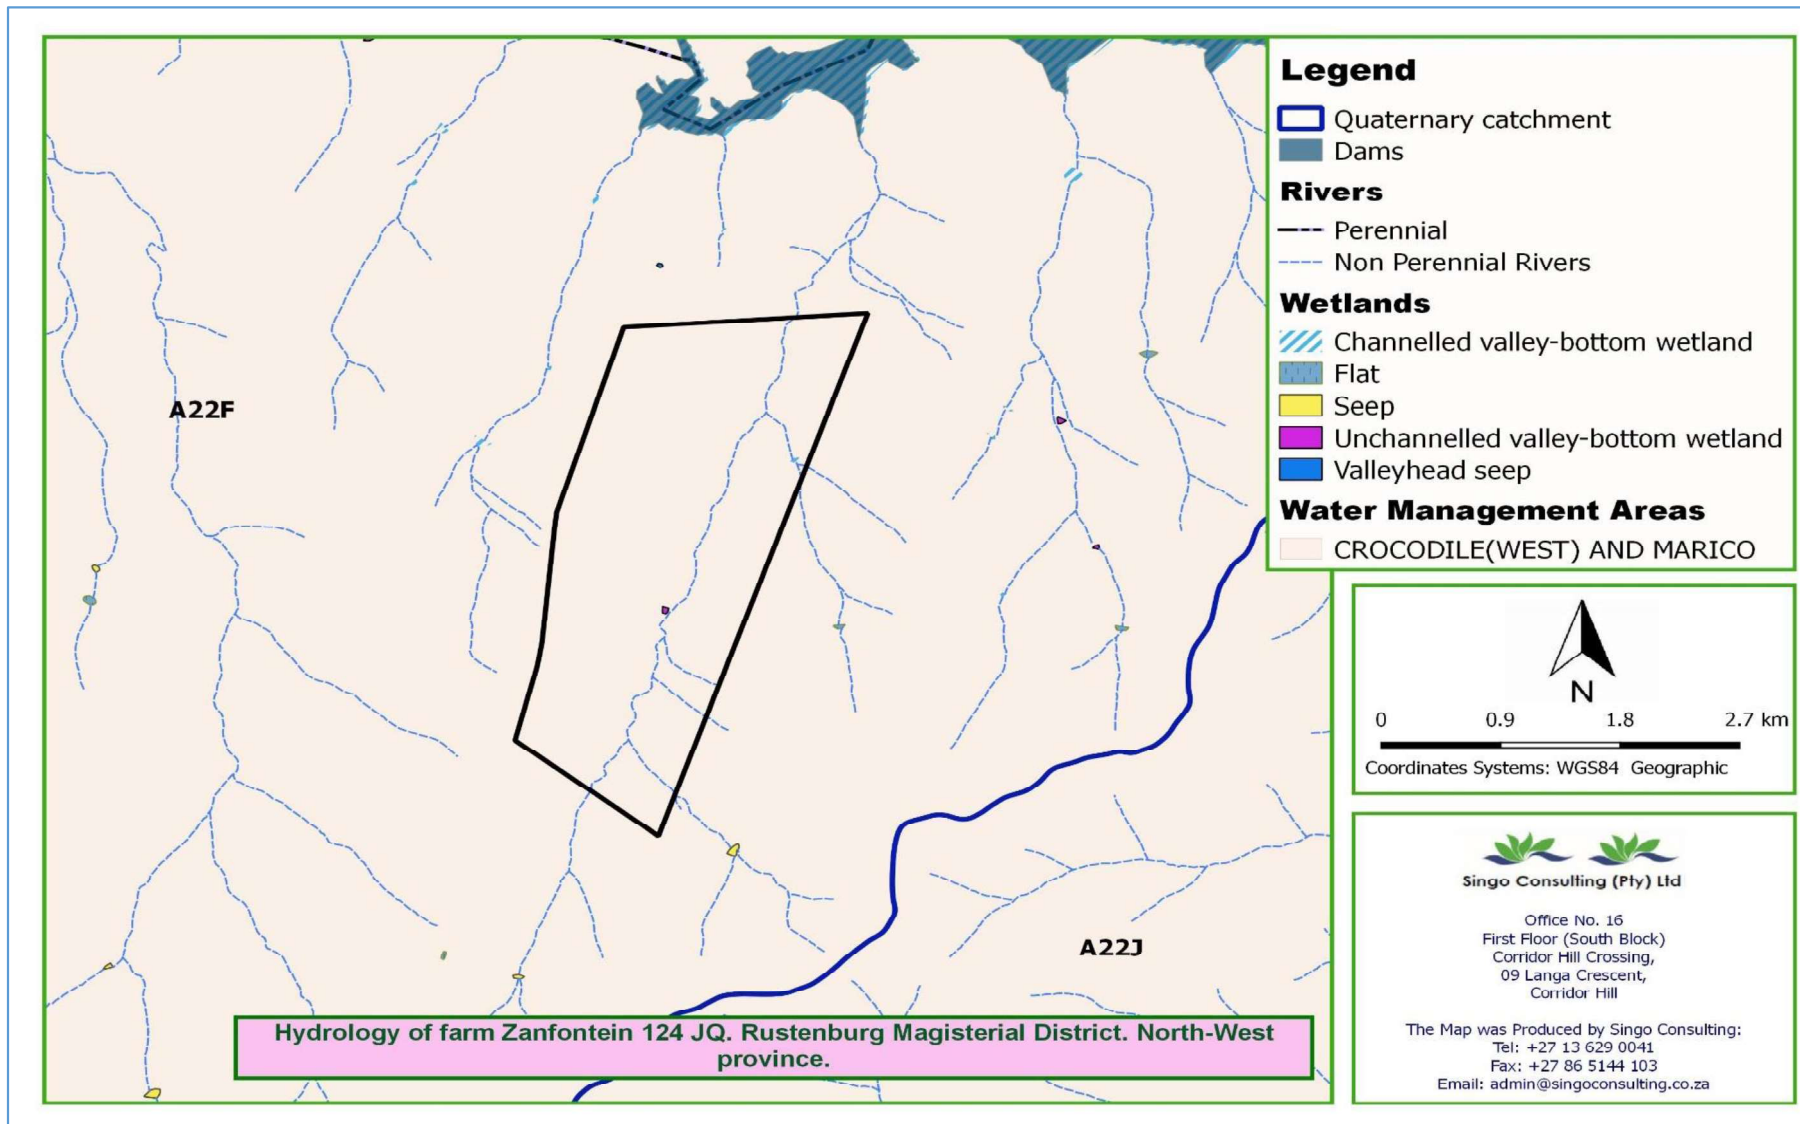 A22F
A22J
Hydrology of farm Zanfontein 124 JQ. Rustenburg Magisterial District. North-West
province.
Legend
Quaternary catchment
Dams
Rivers
Perennial
Non Perennial Rivers
Wetlands
Channelled valley-bottom wetland
Flat
Seep
Unchannelled valley-bottom wetland
Valleyhead seep
Water Management Areas
CROCODILE(WEST) AND MARICO
N
0 0.9 1.8 2.7 km
Coordinates Systems: WGS84 Geographic
Singo Consulting (Pty) Ltd
Office No. 16
First Floor (South Block)
Corridor Hill Crossing,
09 Langa Crescent,
Corridor Hill
The Map was Produced by Singo Consulting:
Tel: +27 13 629 0041
Fax: +27 86 5144 103
Email: admin@singoconsulting.co.za